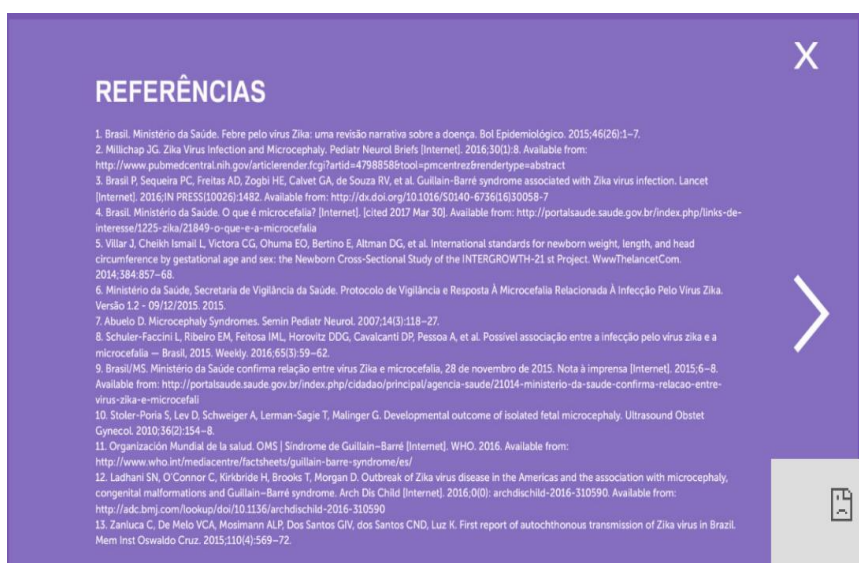 X
REFERÊNCIAS
1. Brasil. Ministério da Saúde. Febre pelo vírus Zika: uma revisão narrativa sobre a doença. Bol Epidemiológico. 2015;46(26):1–7.
2. Millichap JG. Zika Virus Infection and Microcephaly. Pediatr Neurol Briefs [Internet]. 2016;30(1):8. Available from:
http://www.pubmedcentral.nih.gov/articlerender.fcgi?artid=4798858&tool=pmcentrez&rendertype=abstract
3. Brasil P, Sequeira PC, Freitas AD, Zogbi HE, Calvet GA, de Souza RV, et al. Guillain-Barré syndrome associated with Zika virus infection. Lancet
[Internet]. 2016;IN PRESS(10026):1482. Available from: http://dx.doi.org/10.1016/S0140-6736(16)30058-7
4. Brasil. Ministério da Saúde. O que é microcefalia? [Internet]. [cited 2017 Mar 30]. Available from: http://portalsaude.saude.gov.br/index.php/links-de-
interesse/1225-zika/21849-o-que-e-a-microcefalia
5. Villar J, Cheikh Ismail L, Victora CG, Ohuma EO, Bertino E, Altman DG, et al. International standards for newborn weight, length, and head
circumference by gestational age and sex: the Newborn Cross-Sectional Study of the INTERGROWTH-21 st Project. WwwThelancetCom.
2014;384:857–68.
6. Ministério da Saúde, Secretaria de Vigilância da Saúde. Protocolo de Vigilância e Resposta À Microcefalia Relacionada À Infecção Pelo Vírus Zika.
Versão 1.2 - 09/12/2015. 2015.
7. Abuelo D. Microcephaly Syndromes. Semin Pediatr Neurol. 2007;14(3):118–27.
8. Schuler-Faccini L, Ribeiro EM, Feitosa IML, Horovitz DDG, Cavalcanti DP, Pessoa A, et al. Possível associação entre a infecção pelo vírus zika e a
microcefalia — Brasil, 2015. Weekly. 2016;65(3):59–62.
9. Brasil/MS. Ministério da Saúde confirma relação entre vírus Zika e microcefalia, 28 de novembro de 2015. Nota à imprensa [Internet]. 2015;6–8.
Available from: http://portalsaude.saude.gov.br/index.php/cidadao/principal/agencia-saude/21014-ministerio-da-saude-confirma-relacao-entre-
virus-zika-e-microcefali
10. Stoler-Poria S, Lev D, Schweiger A, Lerman-Sagie T, Malinger G. Developmental outcome of isolated fetal microcephaly. Ultrasound Obstet
Gynecol. 2010;36(2):154–8.
11. Organización Mundial de la salud. OMS | Síndrome de Guillain–Barré [Internet]. WHO. 2016. Available from:
http://www.who.int/mediacentre/factsheets/guillain-barre-syndrome/es/
12. Ladhani SN, O'Connor C, Kirkbride H, Brooks T, Morgan D. Outbreak of Zika virus disease in the Americas and the association with microcephaly,
congenital malformations and Guillain–Barré syndrome. Arch Dis Child [Internet]. 2016;0(0): archdischild-2016-310590. Available from:
http://adc.bmj.com/lookup/doi/10.1136/archdischild-2016-310590
13. Zanluca C, De Melo VCA, Mosimann ALP, Dos Santos GIV, dos Santos CND, Luz K. First report of autochthonous transmission of Zika virus in Brazil.
Mem Inst Oswaldo Cruz. 2015;110(4):569–72.